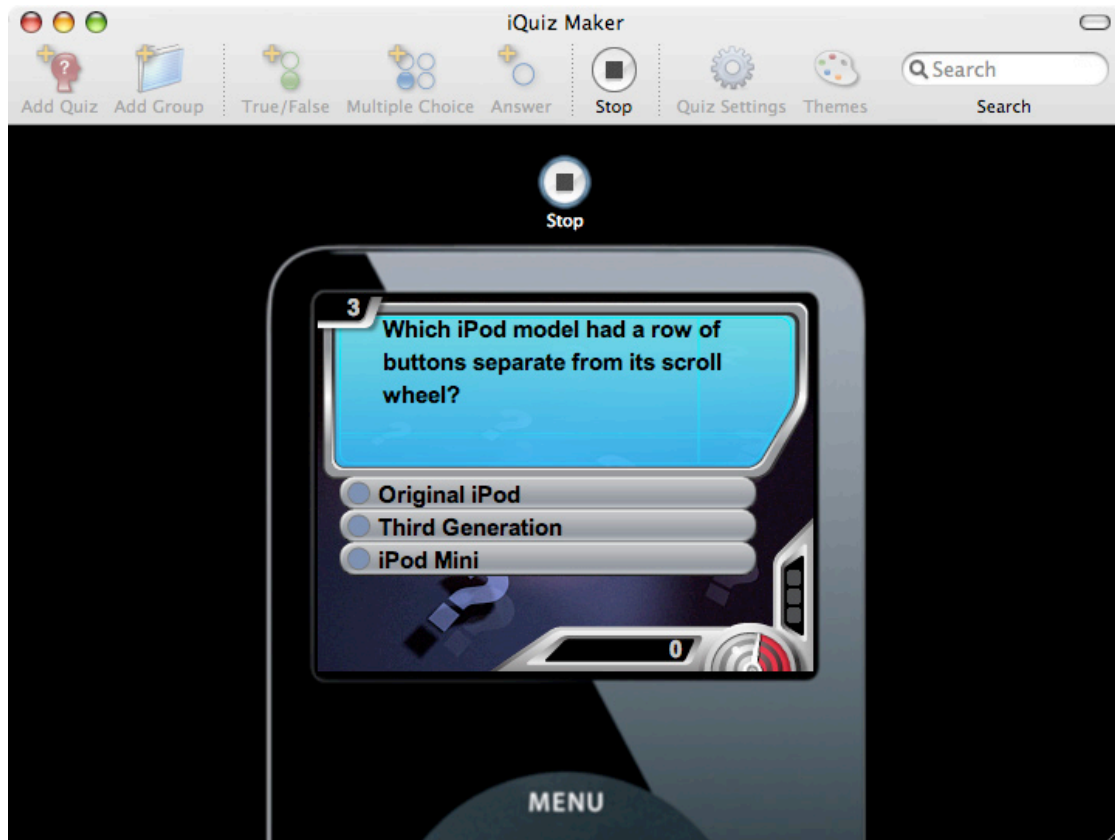 iQuiz Maker
Add Quiz Add Group True/False Multiple Choice Answer Stop Quiz Settings Themes Search
Search
Stop
3
Which iPod model had a row of
buttons separate from its scroll
wheel?
Original iPod
Third Generation
iPod Mini
0
MENU